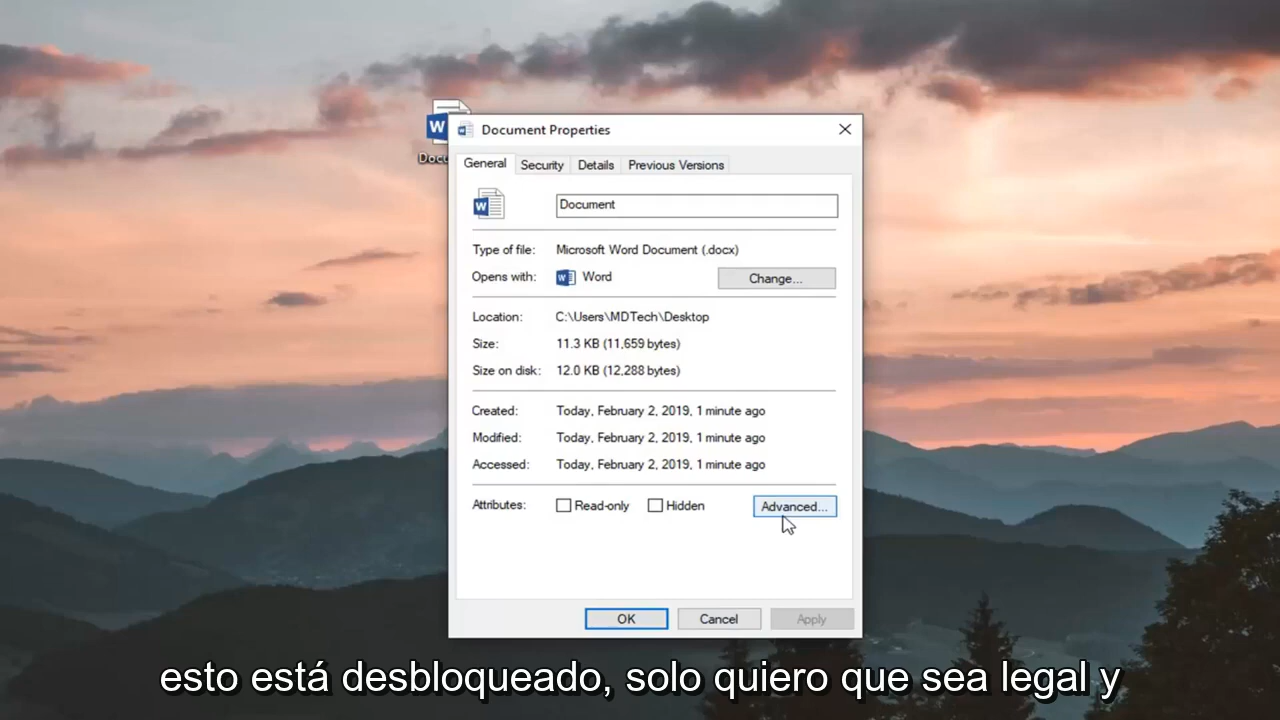 W
Docu
Document Properties
General
Security
Details
Previous Versions
W
Document
Type of file: Microsoft Word Document (.docx)
Opens with: Word
Change...
Location: C:\Users\MDTech\Desktop
Size: 11.3 KB (11,659 bytes)
Size on disk: 12.0 KB (12,288 bytes)
Created: Today, February 2, 2019, 1 minute ago
Modified: Today, February 2, 2019, 1 minute ago
Accessed: Today, February 2, 2019, 1 minute ago
Attributes: Read-only Hidden Advanced...
OK Cancel Apply
esto está desbloqueado, solo quiero que sea legal y